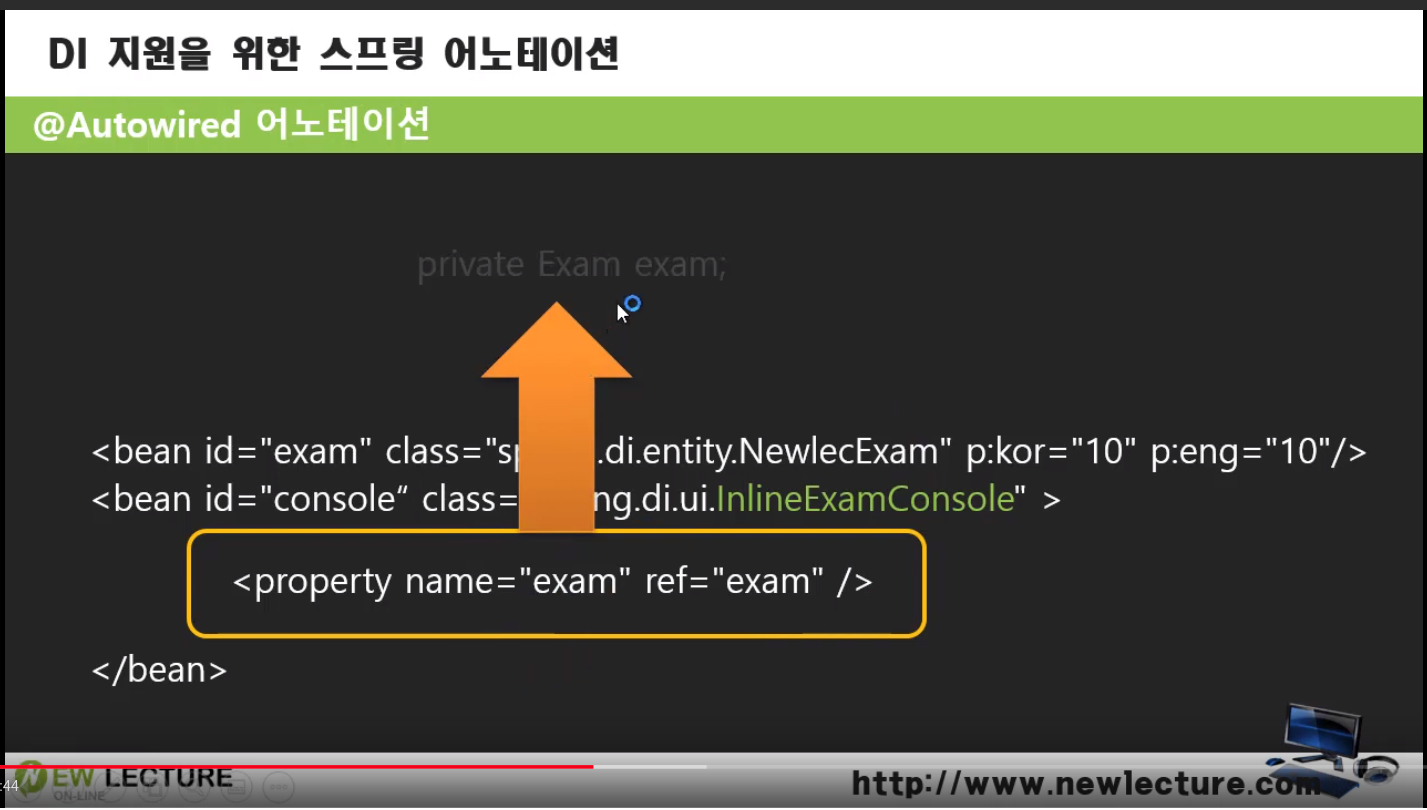 DI 지원을 위한 스프링 어노테이션
@Autowired 어노테이션
private Exam exam;
<bean id="exam" class="sp .di.entity.NewlecExam" p:kor="10" p:eng="10"/>
<bean id="console“ class= ng.di.ui.InlineExamConsole" >
<property name="exam" ref="exam" />
</bean>
:44
NEW LECTURE
ON-LINE
http://www.newlecture.com